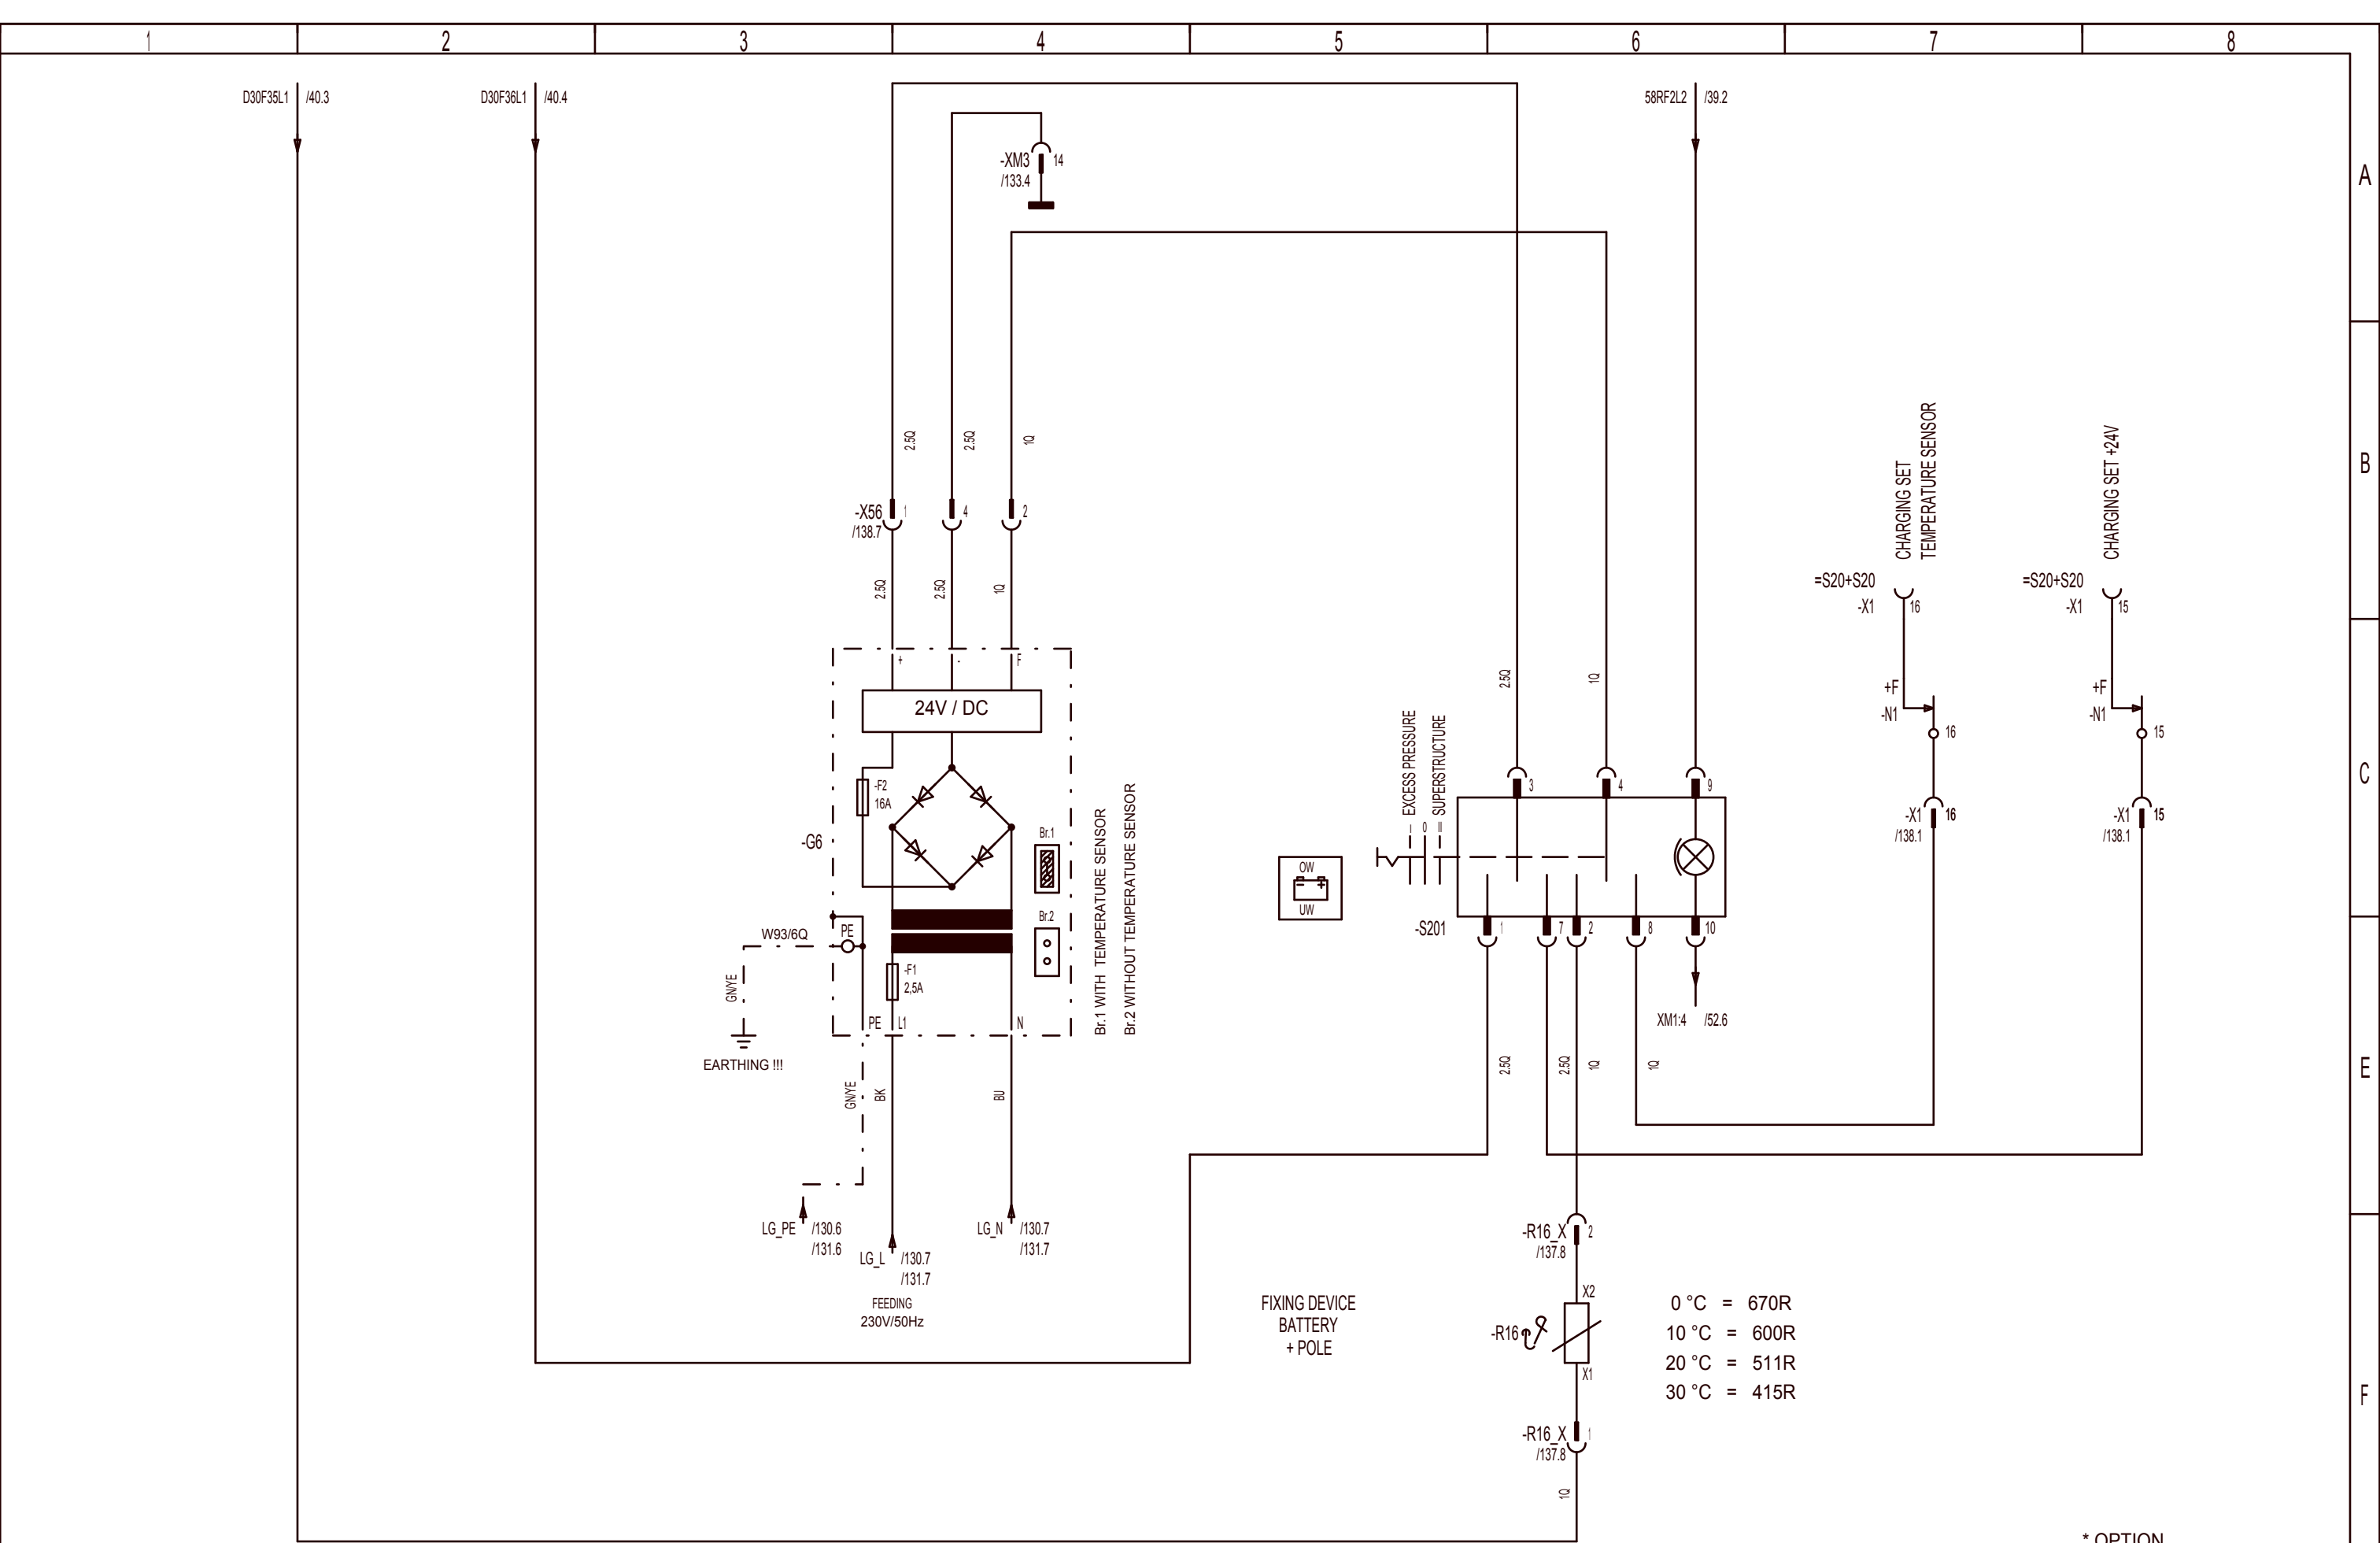 1 2 3 4 5 6 7 8
D30F35L1 /40.3
D30F36L1 /40.4
58RF2L2 /39.2
-XM3 14
/133.4
A
2.5Q 2.5Q 1Q
B
-X56 1 4 2
/138.7
2.5Q 2.5Q 1Q
CHARGING SET
TEMPERATURE SENSOR
CHARGING SET +24V
=S20+S20
-X1 16
=S20+S20
-X1 15
+ - F
24V / DC
-F2
16A
-G6
Br.1
Br.2
W93/6Q PE
GN/YE
-F1
2,5A
PE L1 N
EARTHING !!!
Br.1 WITH TEMPERATURE SENSOR
Br.2 WITHOUT TEMPERATURE SENSOR
2.5Q 1Q
I EXCESS PRESSURE
0
II SUPERSTRUCTURE
3 4 9
OW
- +
UW
-S201 1 7 2 8 10
+F
-N1
16
-X1 16
/138.1
+F
-N1
15
-X1 15
/138.1
C
XM1:4 /52.6
2.5Q 2.5Q 1Q 1Q
E
GN/YE BK BU
LG_PE /130.6
/131.6
LG_L /130.7
/131.7
LG_N /130.7
/131.7
FEEDING
230V/50Hz
-R16_X 2
/137.8
X2
-R16
X1
-R16_X 1
/137.8
1Q
FIXING DEVICE
BATTERY
+ POLE
0 °C = 670R
10 °C = 600R
20 °C = 511R
30 °C = 415R
F
* OPTION